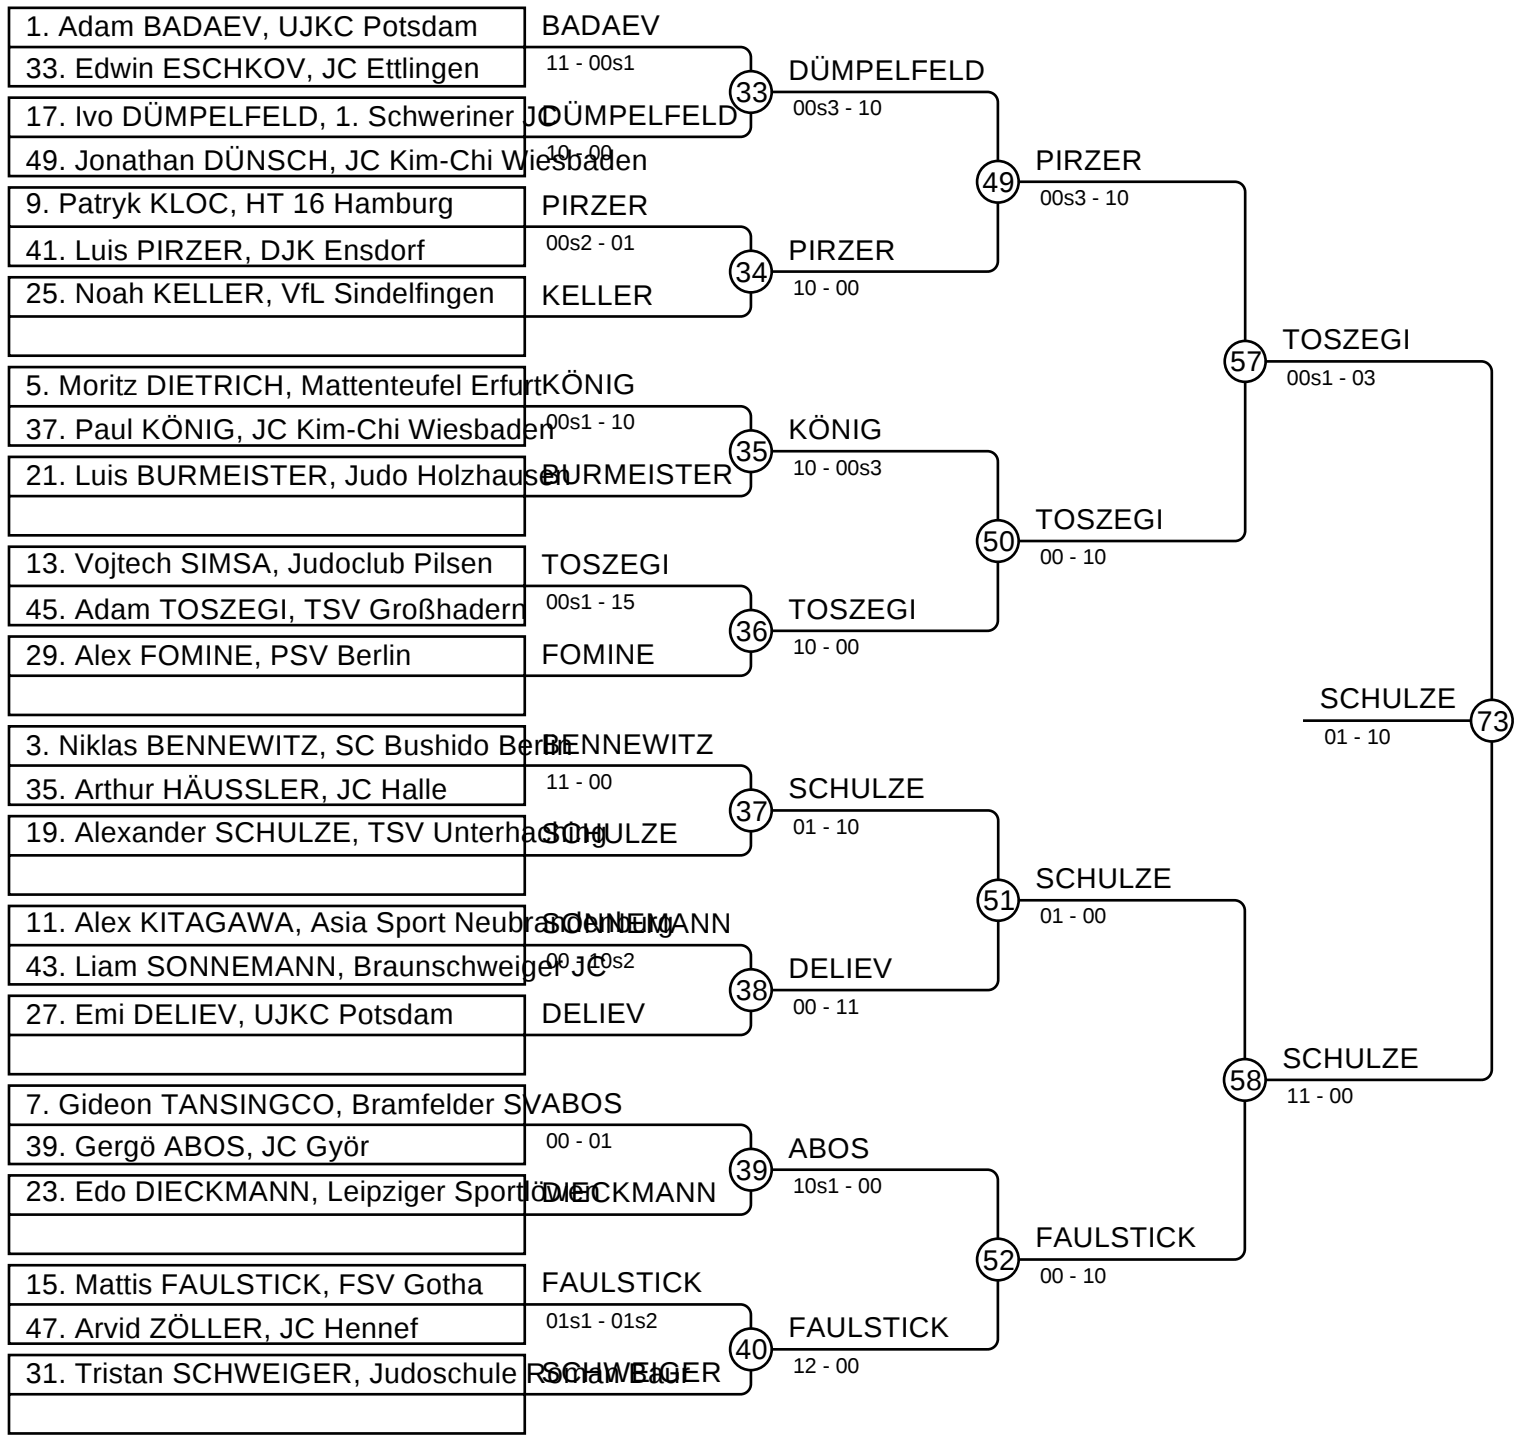 1. Adam BADAEV, UJKC Potsdam
33. Edwin ESCHKOV, JC Ettlingen
17. Ivo DÜMPELFELD, 1. Schweriner JC
49. Jonathan DÜNSCH, JC Kim-Chi Wiesbaden
9. Patryk KLOC, HT 16 Hamburg
41. Luis PIRZER, DJK Ensdorf
25. Noah KELLER, VfL Sindelfingen
5. Moritz DIETRICH, Mattenteufel Erfurt
37. Paul KÖNIG, JC Kim-Chi Wiesbaden
21. Luis BURMEISTER, Judo Holzhausen
13. Vojtech SIMSA, Judoclub Pilsen
45. Adam TOSZEGI, TSV Großhadern
29. Alex FOMINE, PSV Berlin
3. Niklas BENNEWITZ, SC Bushido Berlin
35. Arthur HÄUSSLER, JC Halle
19. Alexander SCHULZE, TSV Unterhaching
11. Alex KITAGAWA, Asia Sport Neubrandenburg
43. Liam SONNEMANN, Braunschweiger JC
27. Emi DELIEV, UJKC Potsdam
7. Gideon TANSINGCO, Bramfelder SV
39. Gergö ABOS, JC Györ
23. Edo DIECKMANN, Leipziger Sportlöwen
15. Mattis FAULSTICK, FSV Gotha
47. Arvid ZÖLLER, JC Hennef
31. Tristan SCHWEIGER, Judoschule Roman Baur
BADAEV
11 - 00s1
DÜMPELFELD
10 - 00
PIRZER
00s2 - 01
KELLER
KÖNIG
00s1 - 10
BURMEISTER
TOSZEGI
00s1 - 15
FOMINE
BENNEWITZ
11 - 00
SCHULZE
SONNEMANN
00 - 10s2
DELIEV
ABOS
00 - 01
DIECKMANN
FAULSTICK
01s1 - 01s2
SCHWEIGER
33
DÜMPELFELD
00s3 - 10
34
PIRZER
10 - 00
35
KÖNIG
10 - 00s3
36
TOSZEGI
10 - 00
37
SCHULZE
01 - 10
38
DELIEV
00 - 11
39
ABOS
10s1 - 00
40
FAULSTICK
12 - 00
49
PIRZER
00s3 - 10
50
TOSZEGI
00 - 10
51
SCHULZE
01 - 00
52
FAULSTICK
00 - 10
57
TOSZEGI
00s1 - 03
58
SCHULZE
11 - 00
SCHULZE
01 - 10
73